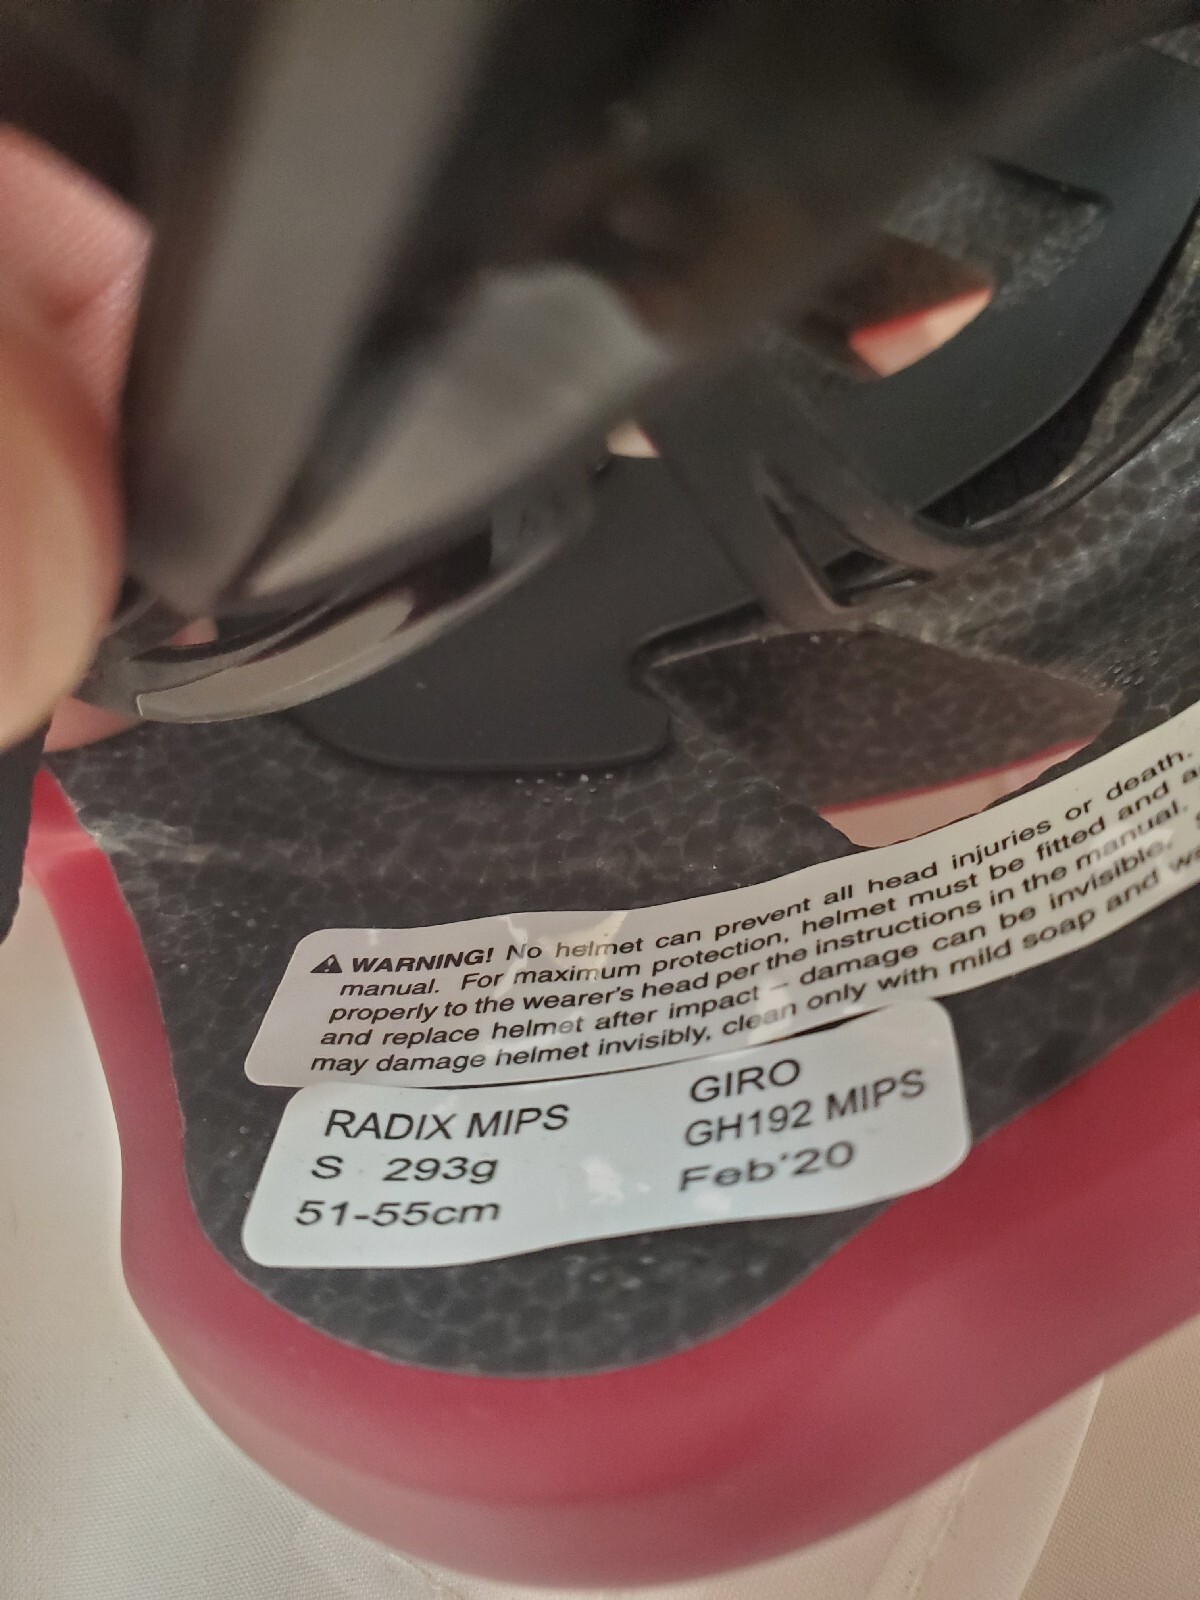 ⚠ WARNING! No helmet can prevent all head injuries or death.
manual. For maximum protection, helmet must be fitted and
properly to the wearer's head per the instructions in the manual.
and replace helmet after impact – damage can be invisible.
may damage helmet invisibly, clean only with mild soap and
RADIX MIPS
S 293g
51-55cm
GIRO
GH192 MIPS
Feb'20